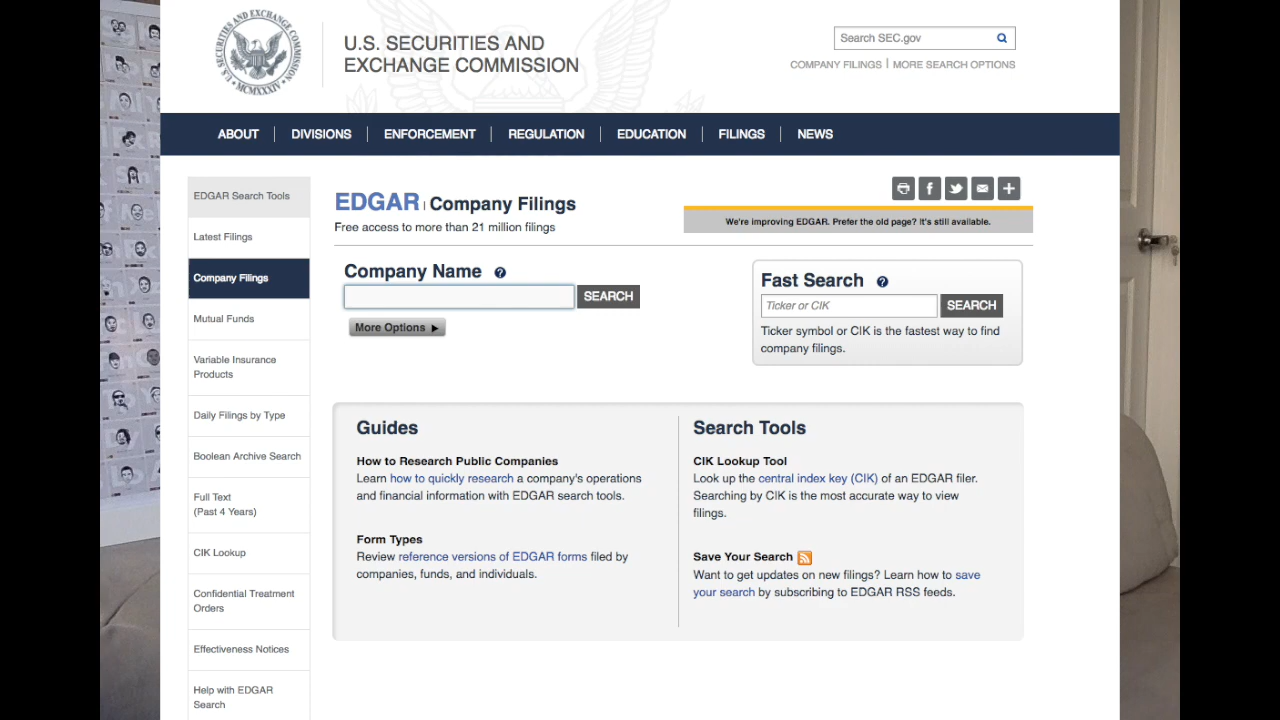 U.S. SECURITIES AND EXCHANGE COMMISSION
MCMXXXIV
U.S. SECURITIES AND
EXCHANGE COMMISSION
Search SEC.gov
COMPANY FILINGS | MORE SEARCH OPTIONS
ABOUT
DIVISIONS
ENFORCEMENT
REGULATION
EDUCATION
FILINGS
NEWS
EDGAR Search Tools
Latest Filings
Company Filings
Mutual Funds
Variable Insurance
Products
Daily Filings by Type
Boolean Archive Search
Full Text
(Past 4 Years)
CIK Lookup
Confidential Treatment
Orders
Effectiveness Notices
Help with EDGAR
Search
EDGAR | Company Filings
Free access to more than 21 million filings
We're improving EDGAR. Prefer the old page? It's still available.
Company Name
SEARCH
More Options
Fast Search
Ticker or CIK
SEARCH
Ticker symbol or CIK is the fastest way to find
company filings.
Guides
How to Research Public Companies
Learn how to quickly research a company's operations
and financial information with EDGAR search tools.
Form Types
Review reference versions of EDGAR forms filed by
companies, funds, and individuals.
Search Tools
CIK Lookup Tool
Look up the central index key (CIK) of an EDGAR filer.
Searching by CIK is the most accurate way to view
filings.
Save Your Search
Want to get updates on new filings? Learn how to save
your search by subscribing to EDGAR RSS feeds.